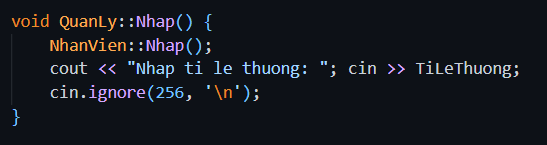 void QuanLy::Nhap() {
    NhanVien::Nhap();
    cout << "Nhap ti le thuong: "; cin >> TiLeThuong;
    cin.ignore(256, '\n');
}